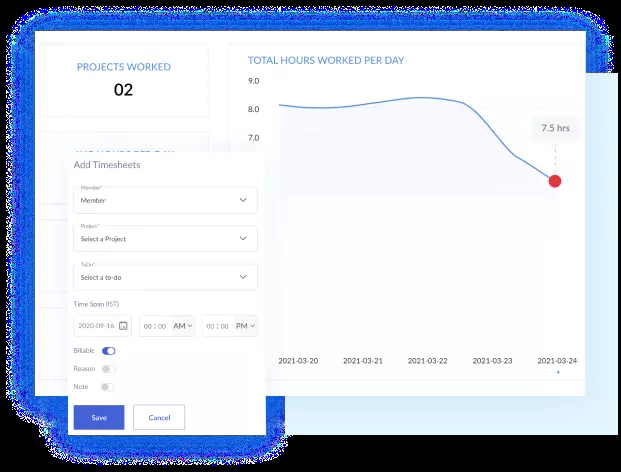 PROJECTS WORKED
02
TOTAL HOURS WORKED PER DAY
9.0
8.0
7.0
7.5 hrs
2021-03-20
2021-03-21
2021-03-22
2021-03-23
2021-03-24
Add Timesheets
Member*
Member
Project*
Select a Project
ToDo*
Select a to-do
Time Span (IST)
2020-09-16 00 : 00 AM 00 : 00 PM
Billable
Reason
Note
Save Cancel